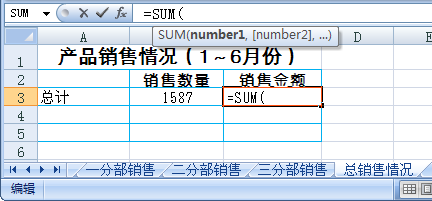 SUM =SUM(
SUM(number1, [number2], ...)
A B C D E
1 产品销售情况（1～6月份）
2 销售数量 销售金额
3 总计 1587 =SUM(
4
5
6
一分部销售 二分部销售 三分部销售 总销售情况
编辑